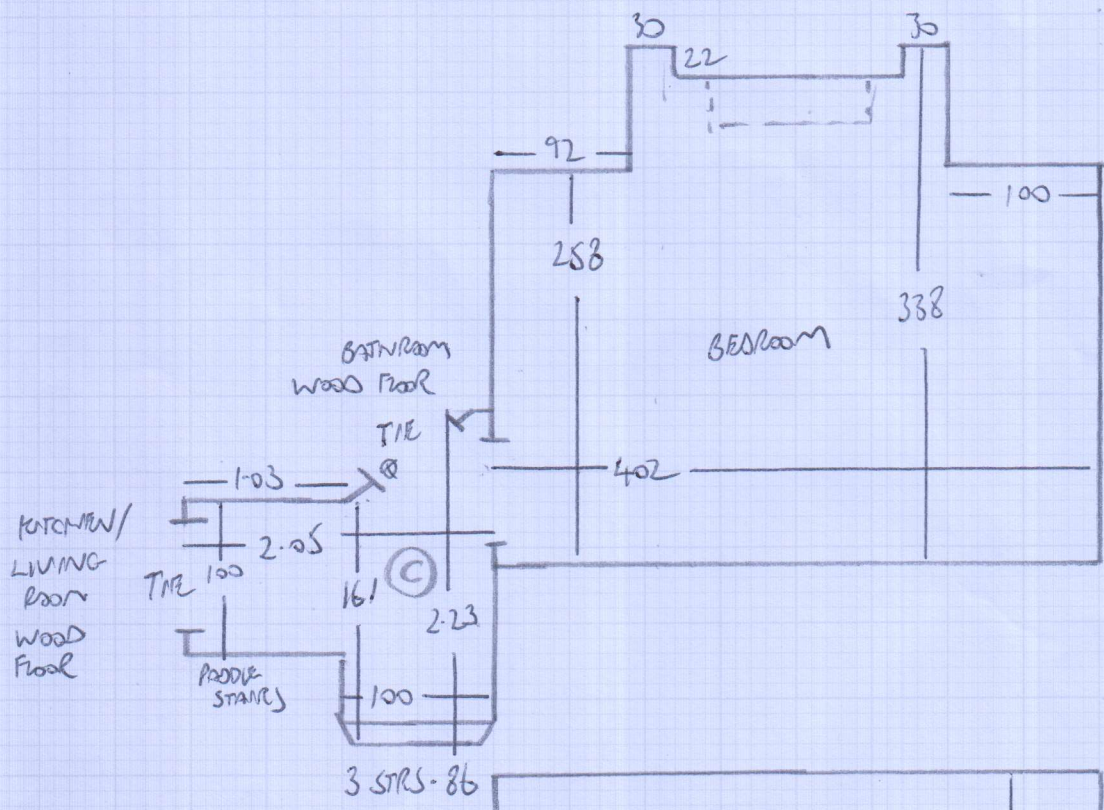 30
30
22
92
100
258
338
BEDROOM
BATHROOM
WOOD FLOOR
TILE
402
1.03
KITCHEN/
LIVING
ROOM
WOOD
FLOOR
2.05
TILE
100
161
C
2.23
PADDLE
STAIRS
100
3 STRS - 86